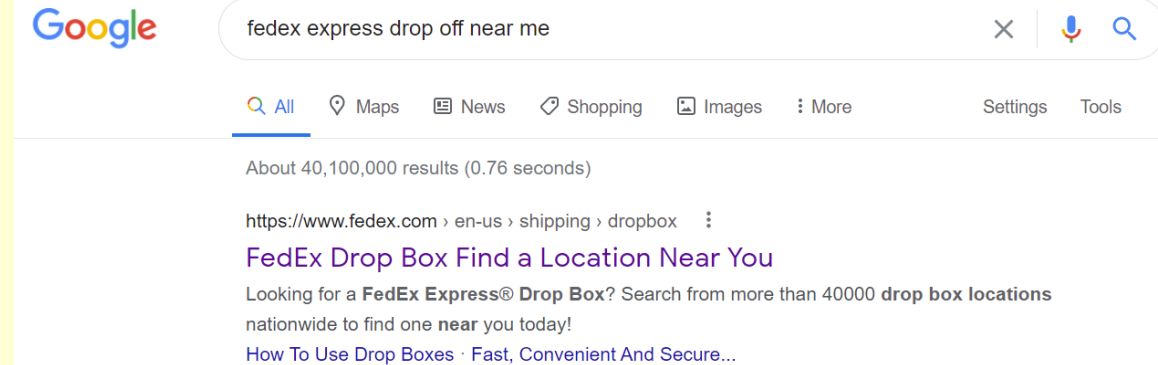 Google
fedex express drop off near me
All Maps News Shopping Images More Settings Tools
About 40,100,000 results (0.76 seconds)
https://www.fedex.com › en-us › shipping › dropbox
FedEx Drop Box Find a Location Near You
Looking for a FedEx Express® Drop Box? Search from more than 40000 drop box locations
nationwide to find one near you today!
How To Use Drop Boxes · Fast, Convenient And Secure...